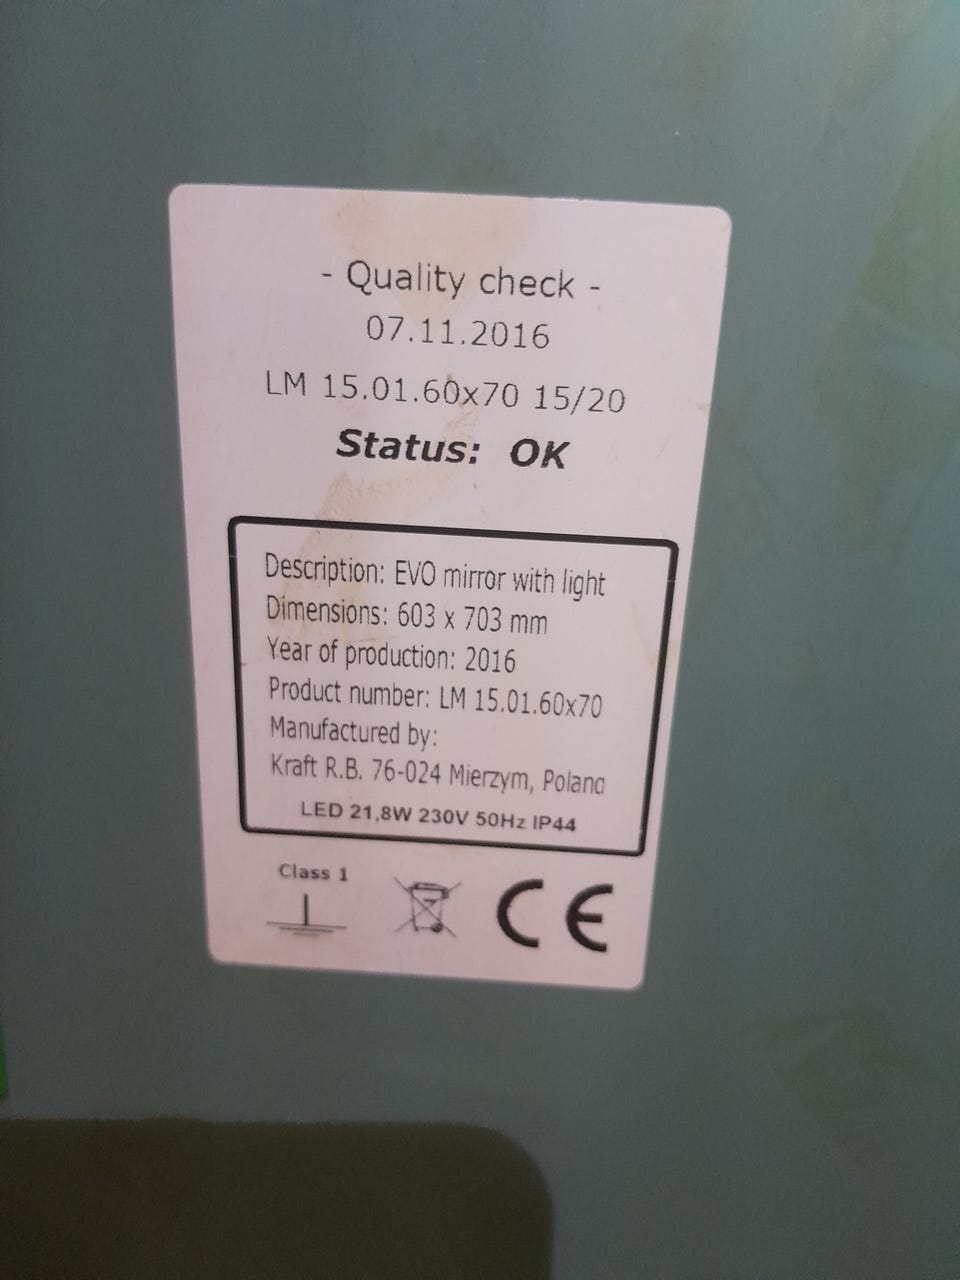 - Quality check -
07.11.2016
LM 15.01.60x70 15/20
Status: OK
Description: EVO mirror with light
Dimensions: 603 x 703 mm
Year of production: 2016
Product number: LM 15.01.60x70
Manufactured by:
Kraft R.B. 76-024 Mierzym, Poland
LED 21,8W 230V 50Hz IP44
Class 1
CE